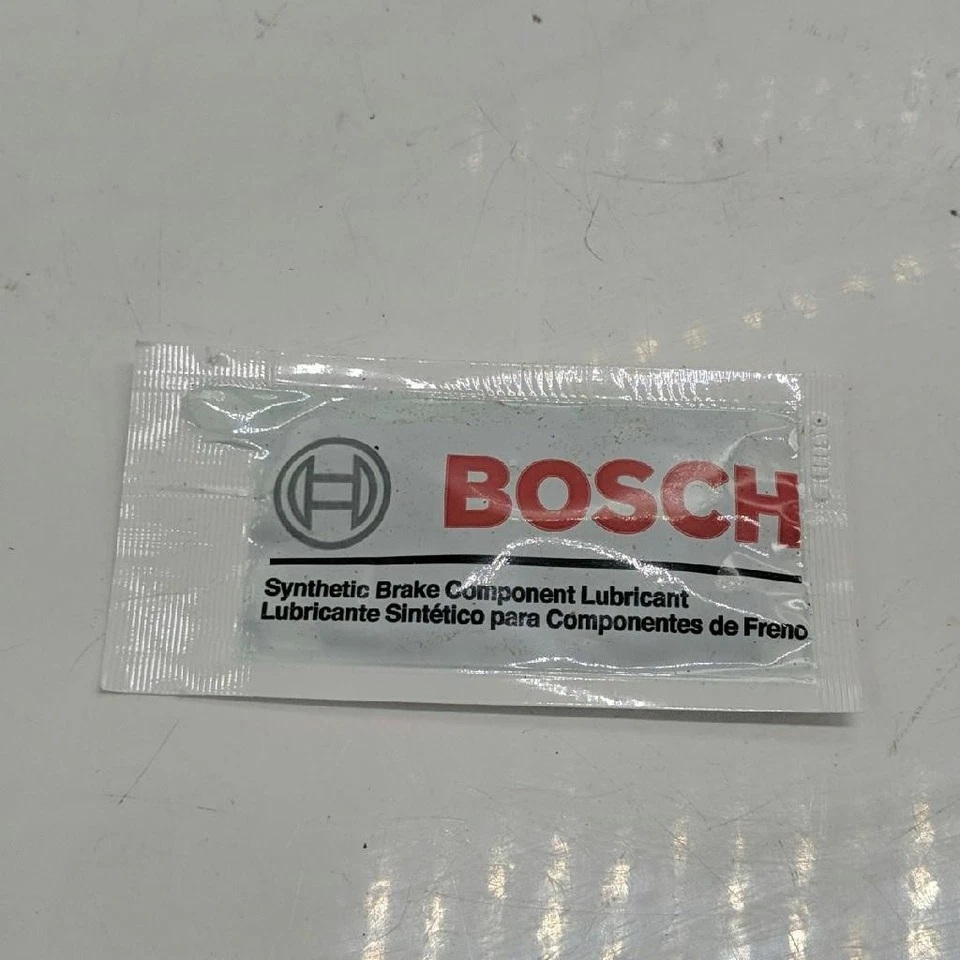 BOSCH
Synthetic Brake Component Lubricant
Lubricante Sintético para Componentes de Freno